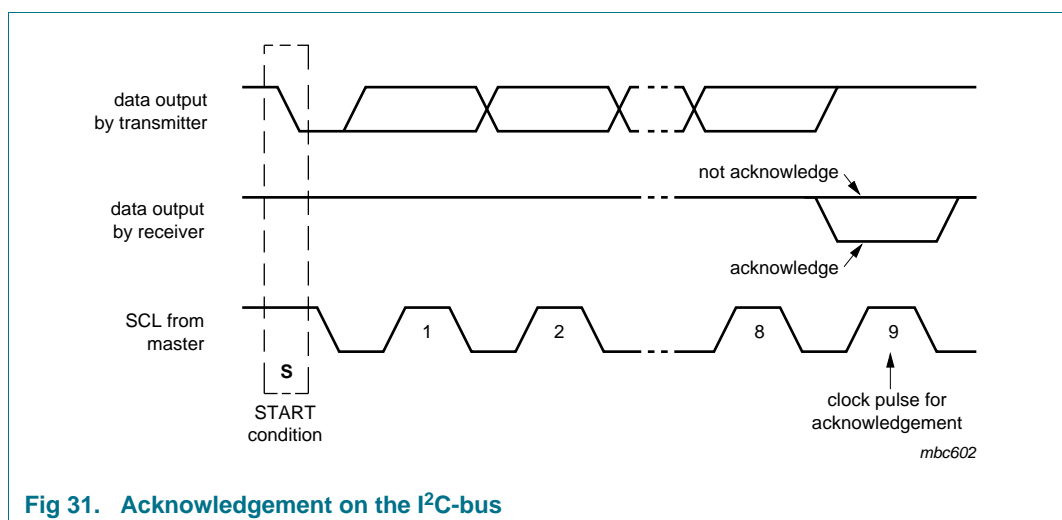 data output
by transmitter
not acknowledge
data output
by receiver
acknowledge
SCL from
master
1
2
8
9
S
START
condition
clock pulse for
acknowledgement
mbc602
Fig 31. Acknowledgement on the I²C-bus